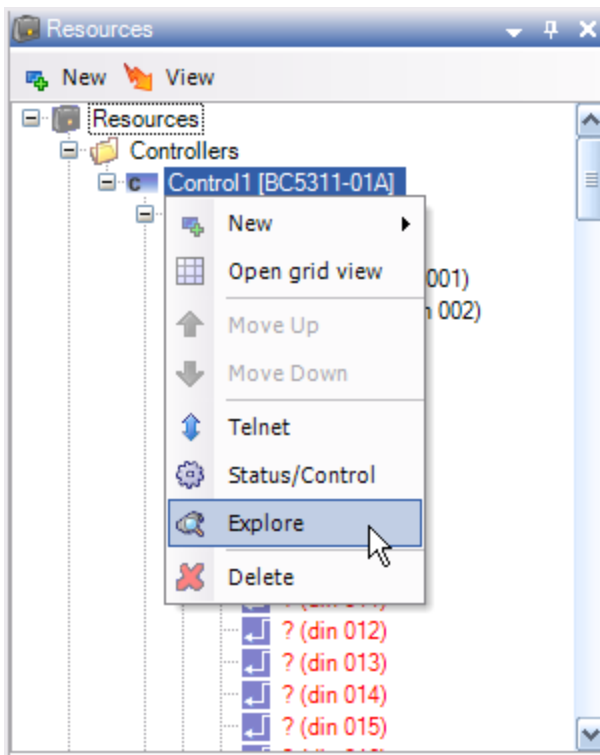 Resources
New View
Resources
Controllers
Control1 [BC5311-01A]
New
Open grid view
001)
002)
Move Up
Move Down
Telnet
Status/Control
Explore
Delete
? (din 012)
? (din 013)
? (din 014)
? (din 015)